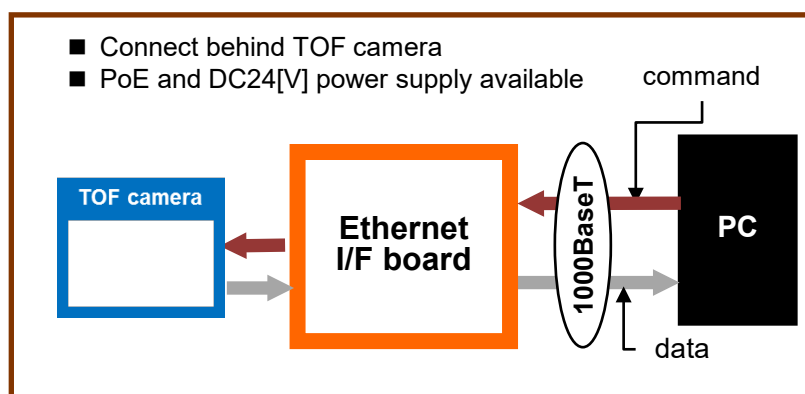 ■ Connect behind TOF camera
■ PoE and DC24[V] power supply available
command
TOF camera
Ethernet
I/F board
1000BaseT
PC
data